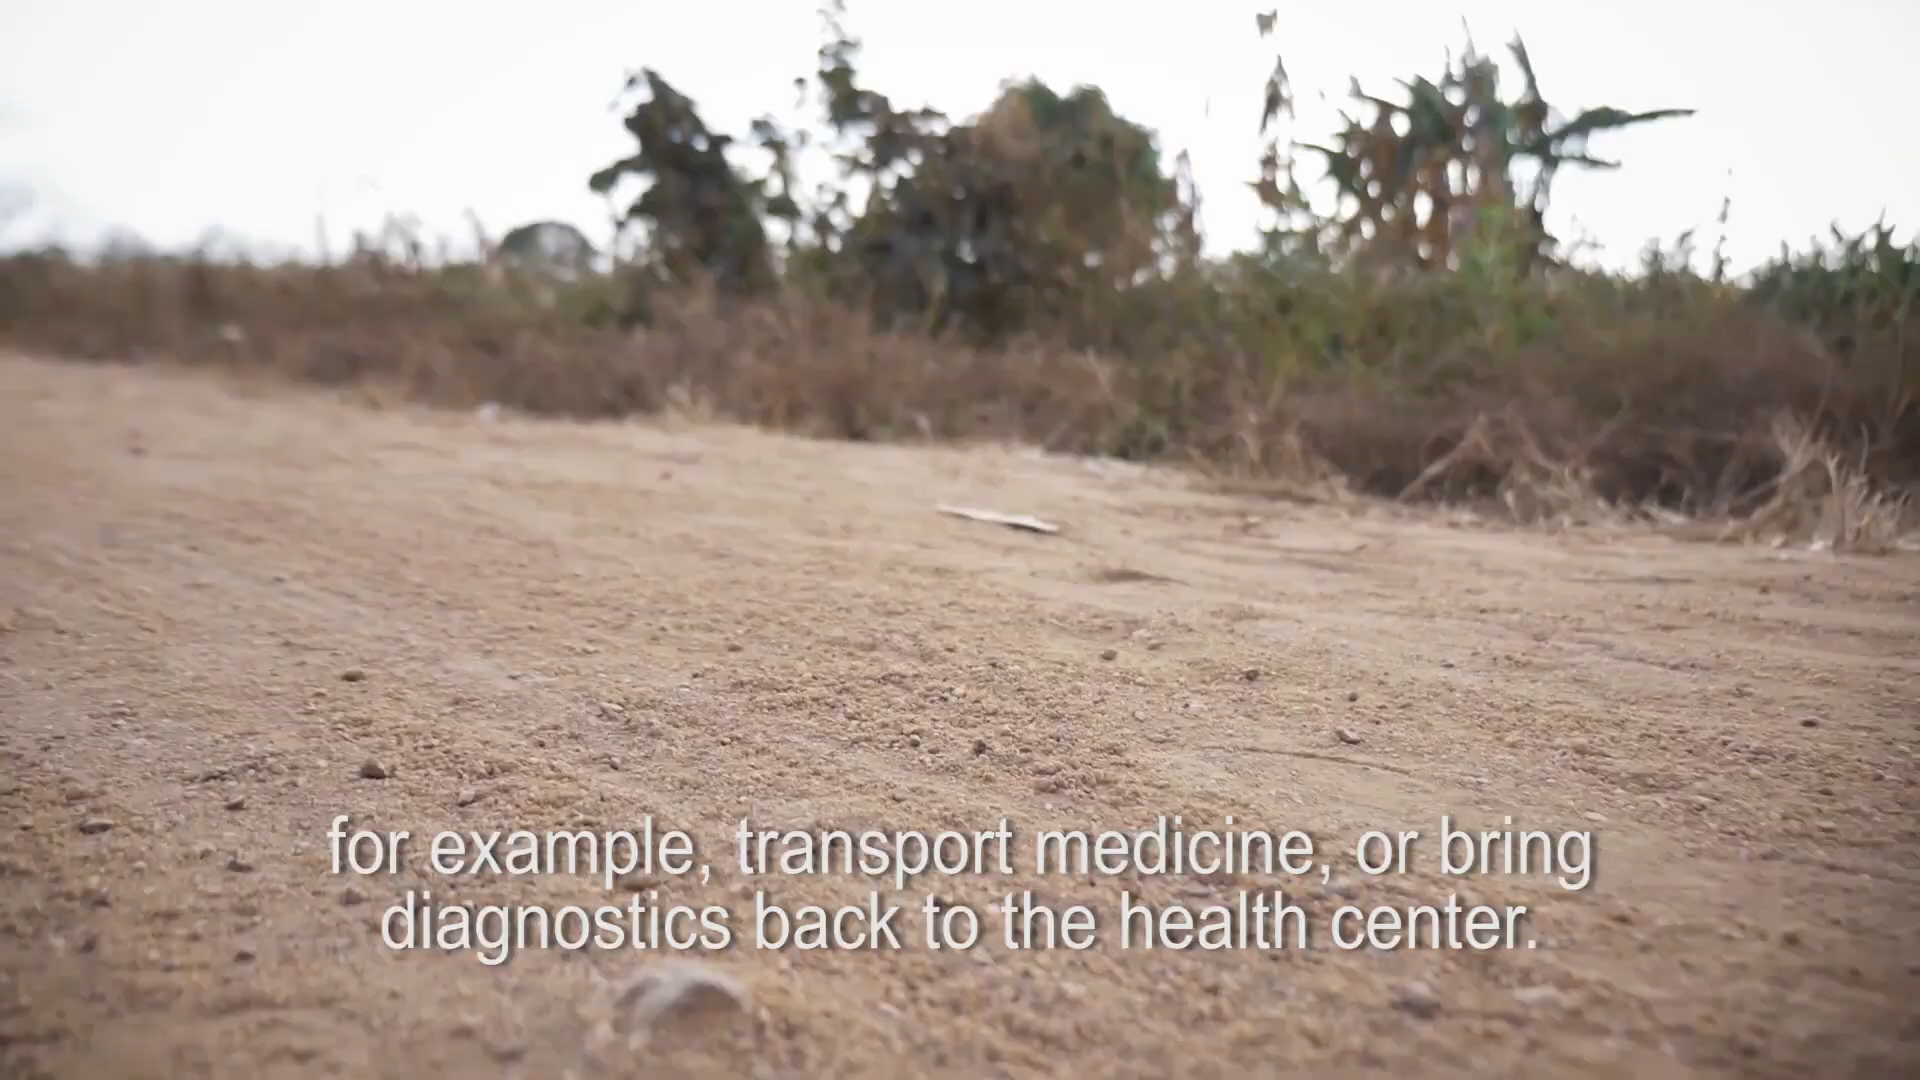 for example, transport medicine, or bring
diagnostics back to the health center.